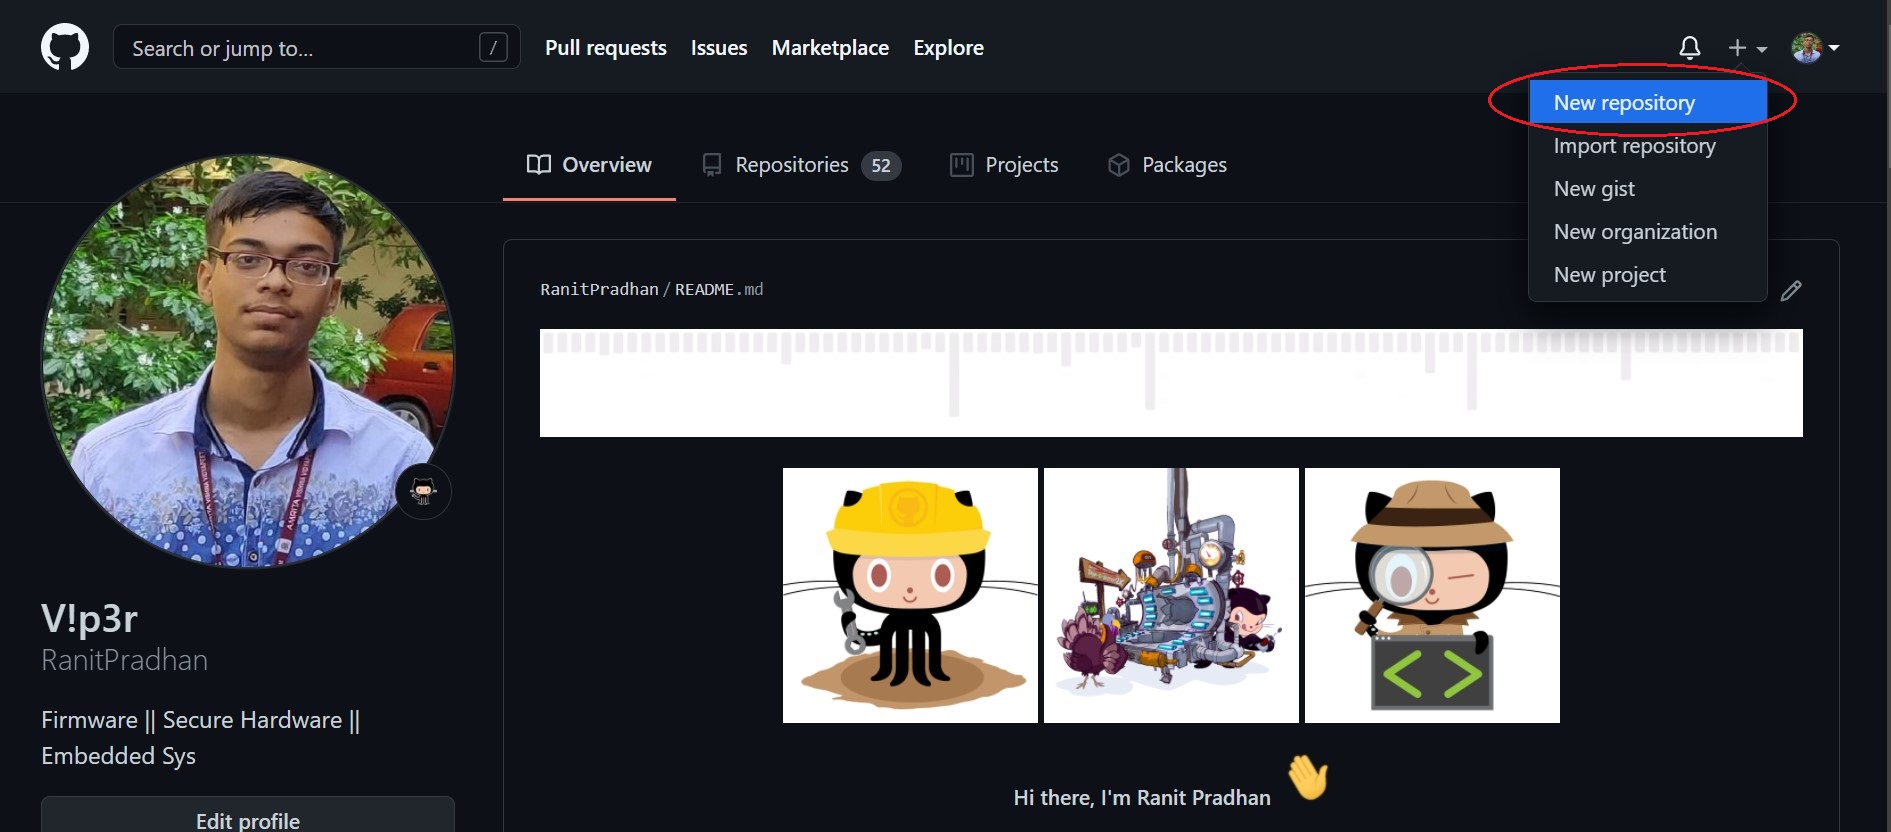 Search or jump to... /
Pull requests Issues Marketplace Explore
New repository
Import repository
New gist
New organization
New project
Overview Repositories 52 Projects Packages
RanitPradhan/README.md
V!p3r
RanitPradhan
Firmware || Secure Hardware ||
Embedded Sys
Edit profile
Hi there, I'm Ranit Pradhan